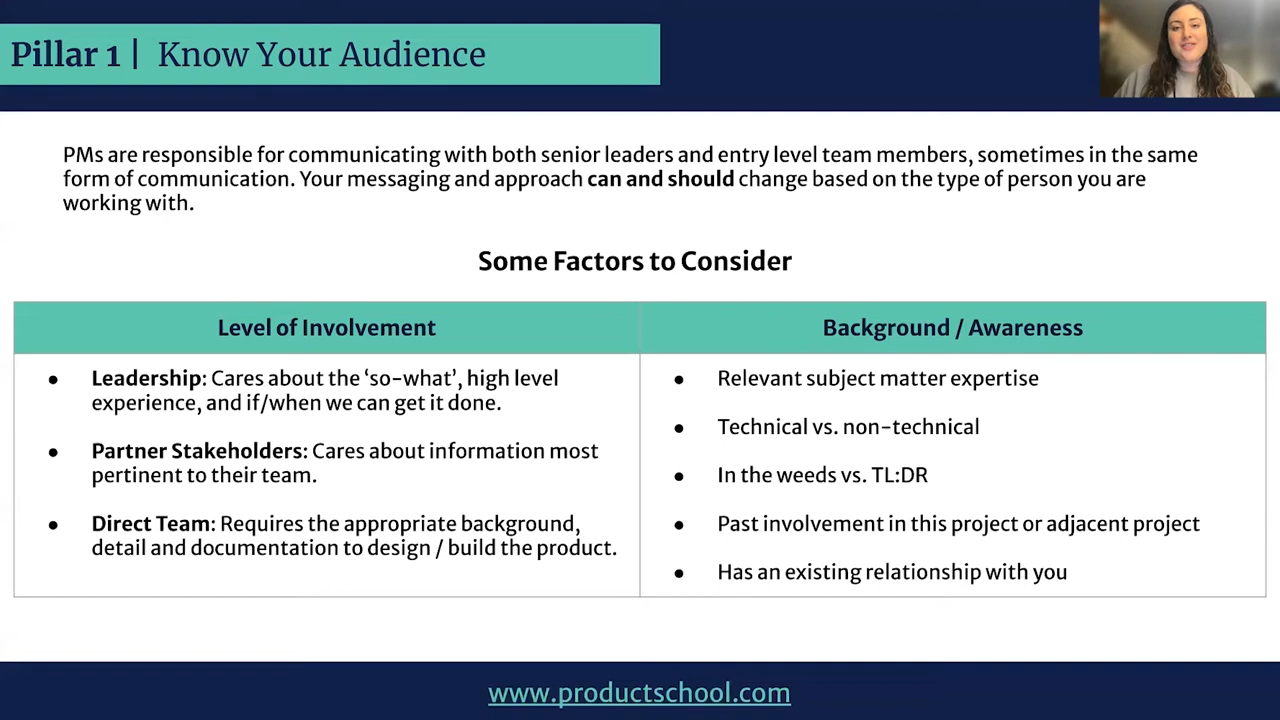 Pillar 1 | Know Your Audience
PMs are responsible for communicating with both senior leaders and entry level team members, sometimes in the same
form of communication. Your messaging and approach can and should change based on the type of person you are
working with.
Some Factors to Consider
Level of Involvement
● Leadership: Cares about the ‘so-what’, high level
experience, and if/when we can get it done.
● Partner Stakeholders: Cares about information most
pertinent to their team.
● Direct Team: Requires the appropriate background,
detail and documentation to design / build the product.
Background / Awareness
● Relevant subject matter expertise
● Technical vs. non-technical
● In the weeds vs. TL:DR
● Past involvement in this project or adjacent project
● Has an existing relationship with you
www.productschool.com